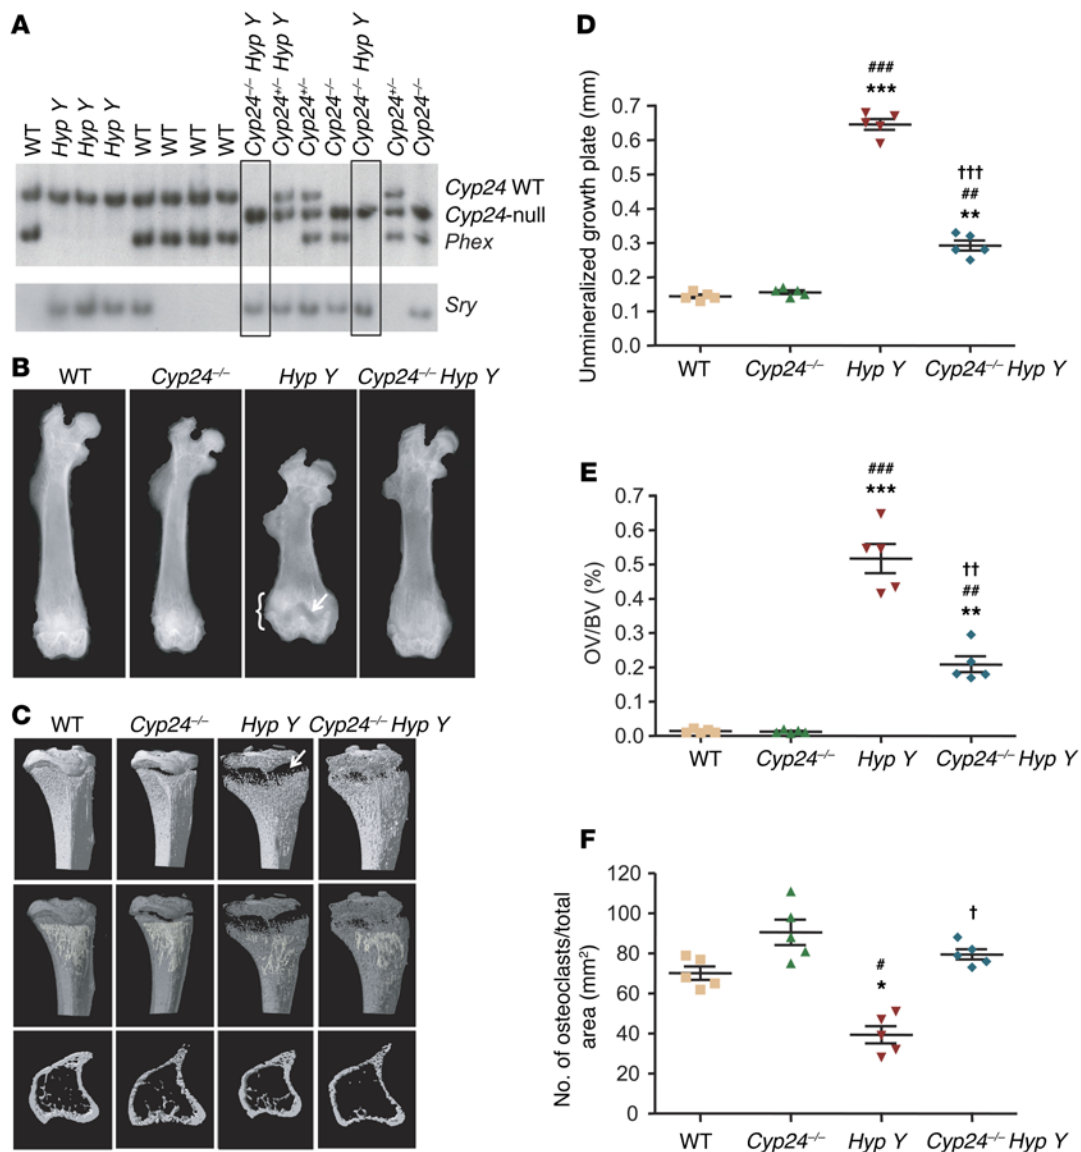 A
WT
Hyp Y
Hyp Y
Hyp Y
WT
WT
WT
WT
Cyp24–/– Hyp Y
Cyp24+/– Hyp Y
Cyp24+/–
Cyp24–/–
Cyp24–/– Hyp Y
Cyp24+/–
Cyp24–/–
Cyp24 WT
Cyp24-null
Phex
Sry
B
WT
Cyp24–/–
Hyp Y
Cyp24–/– Hyp Y
{
C
WT
Cyp24–/–
Hyp Y
Cyp24–/– Hyp Y
D
Unmineralized growth plate (mm)
0.7
0.6
0.5
0.4
0.3
0.2
0.1
0.0
###
***
†††
##
**
WT
Cyp24–/–
Hyp Y
Cyp24–/– Hyp Y
E
OV/BV (%)
0.7
0.6
0.5
0.4
0.3
0.2
0.1
0.0
###
***
††
##
**
WT
Cyp24–/–
Hyp Y
Cyp24–/– Hyp Y
F
No. of osteoclasts/total
area (mm²)
120
100
80
60
40
20
0
#
*
†
WT
Cyp24–/–
Hyp Y
Cyp24–/– Hyp Y